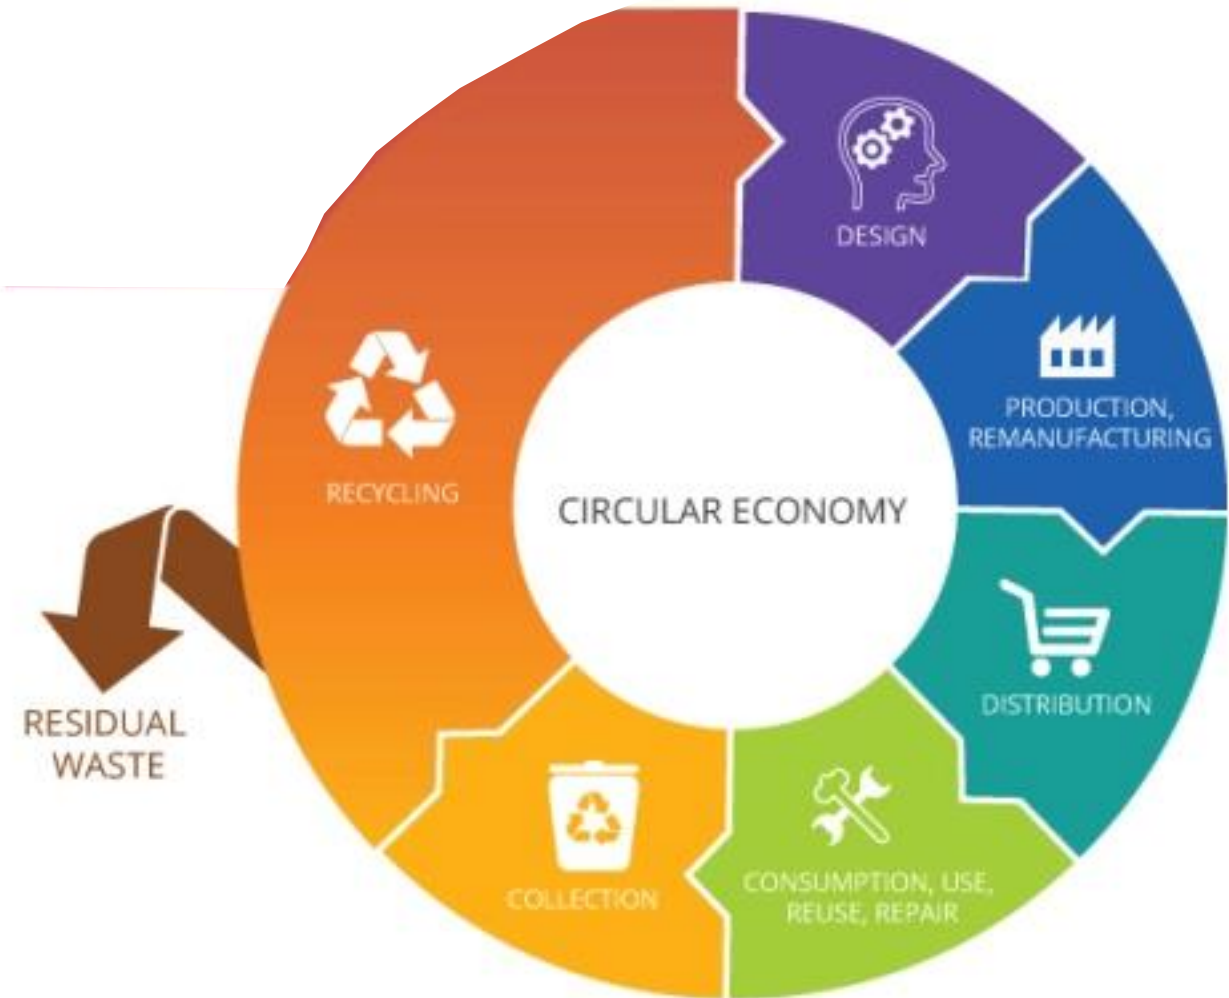 DESIGN
PRODUCTION,
REMANUFACTURING
RECYCLING
CIRCULAR ECONOMY
DISTRIBUTION
RESIDUAL
WASTE
CONSUMPTION, USE,
REUSE, REPAIR
COLLECTION